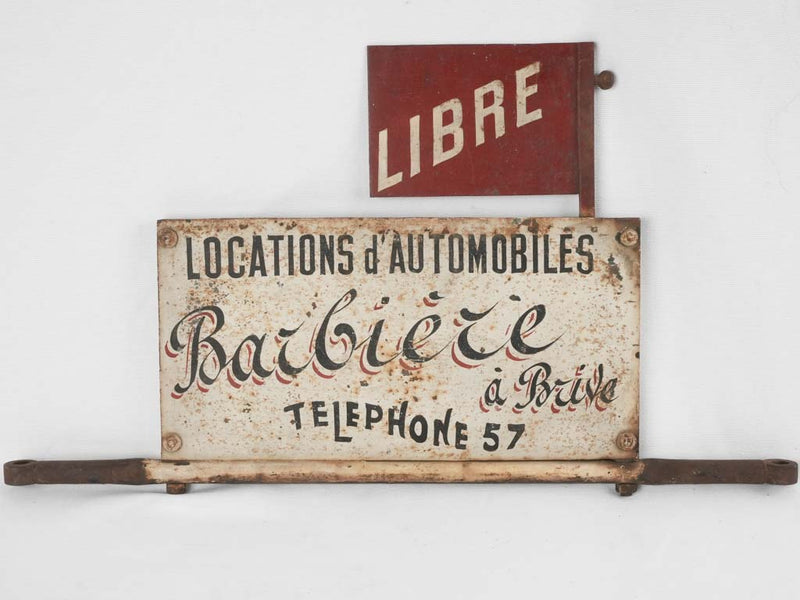 LIBRE
LOCATIONS d'AUTOMOBILES
Barbière
à Brive
TELEPHONE 57